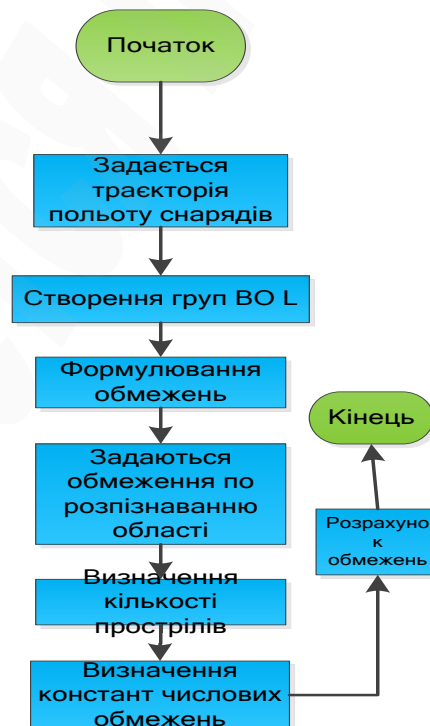 Початок
Задається
траєкторія
польоту снарядів
Створення груп ВО L
Формулювання
обмежень
Задаються
обмеження по
розпізнаванню
області
Визначення
кількості
прострілів
Визначення
констант числових
обмежень
Розрахуно
к
обмежень
Кінець